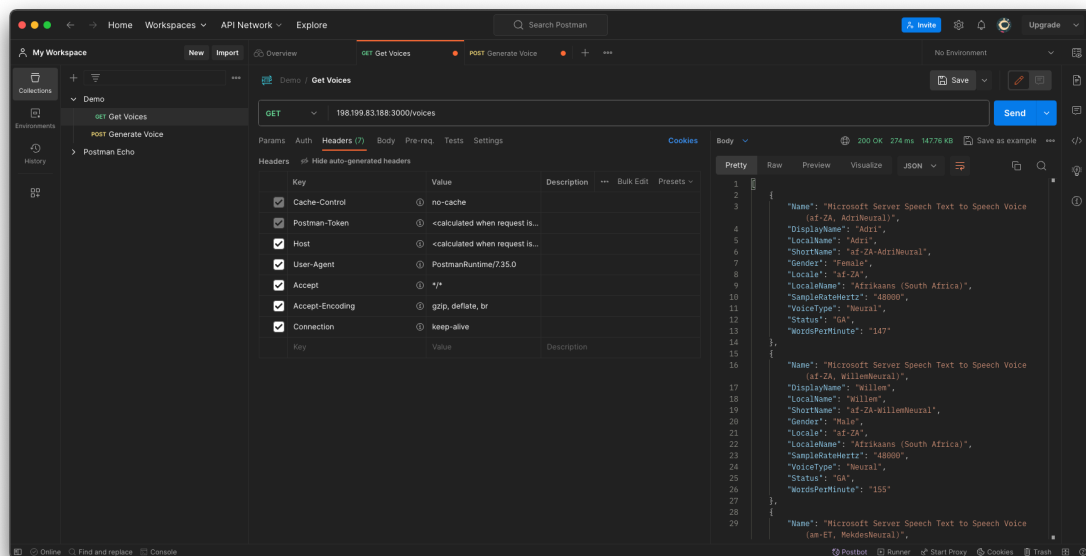 Home Workspaces API Network Explore
Search Postman
Invite Upgrade
My Workspace New Import
Overview GET Get Voices POST Generate Voice No Environment
Collections
Environments
History
Demo
GET Get Voices
POST Generate Voice
Postman Echo
Demo / Get Voices Save
GET 198.199.83.188:3000/voices Send
Params Auth Headers (7) Body Pre-req. Tests Settings Cookies
Headers Hide auto-generated headers
Key Value Description Bulk Edit Presets
Cache-Control no-cache
Postman-Token <calculated when request is...
Host <calculated when request is...
User-Agent PostmanRuntime/7.35.0
Accept */*
Accept-Encoding gzip, deflate, br
Connection keep-alive
Key Value Description
Body 200 OK 274 ms 147.76 KB Save as example
Pretty Raw Preview Visualize JSON
1 [
2 {
3 "Name": "Microsoft Server Speech Text to Speech Voice
(af-ZA, AdriNeural)",
4 "DisplayName": "Adri",
5 "LocalName": "Adri",
6 "ShortName": "af-ZA-AdriNeural",
7 "Gender": "Female",
8 "Locale": "af-ZA",
9 "LocaleName": "Afrikaans (South Africa)",
10 "SampleRateHertz": "48000",
11 "VoiceType": "Neural",
12 "Status": "GA",
13 "WordsPerMinute": "147"
14 },
15 {
16 "Name": "Microsoft Server Speech Text to Speech Voice
(af-ZA, WillemNeural)",
17 "DisplayName": "Willem",
18 "LocalName": "Willem",
19 "ShortName": "af-ZA-WillemNeural",
20 "Gender": "Male",
21 "Locale": "af-ZA",
22 "LocaleName": "Afrikaans (South Africa)",
23 "SampleRateHertz": "48000",
24 "VoiceType": "Neural",
25 "Status": "GA",
26 "WordsPerMinute": "155"
27 },
28 {
29 "Name": "Microsoft Server Speech Text to Speech Voice
(am-ET, MekdesNeural)",
Online Find and replace Console Postbot Runner Start Proxy Cookies Trash